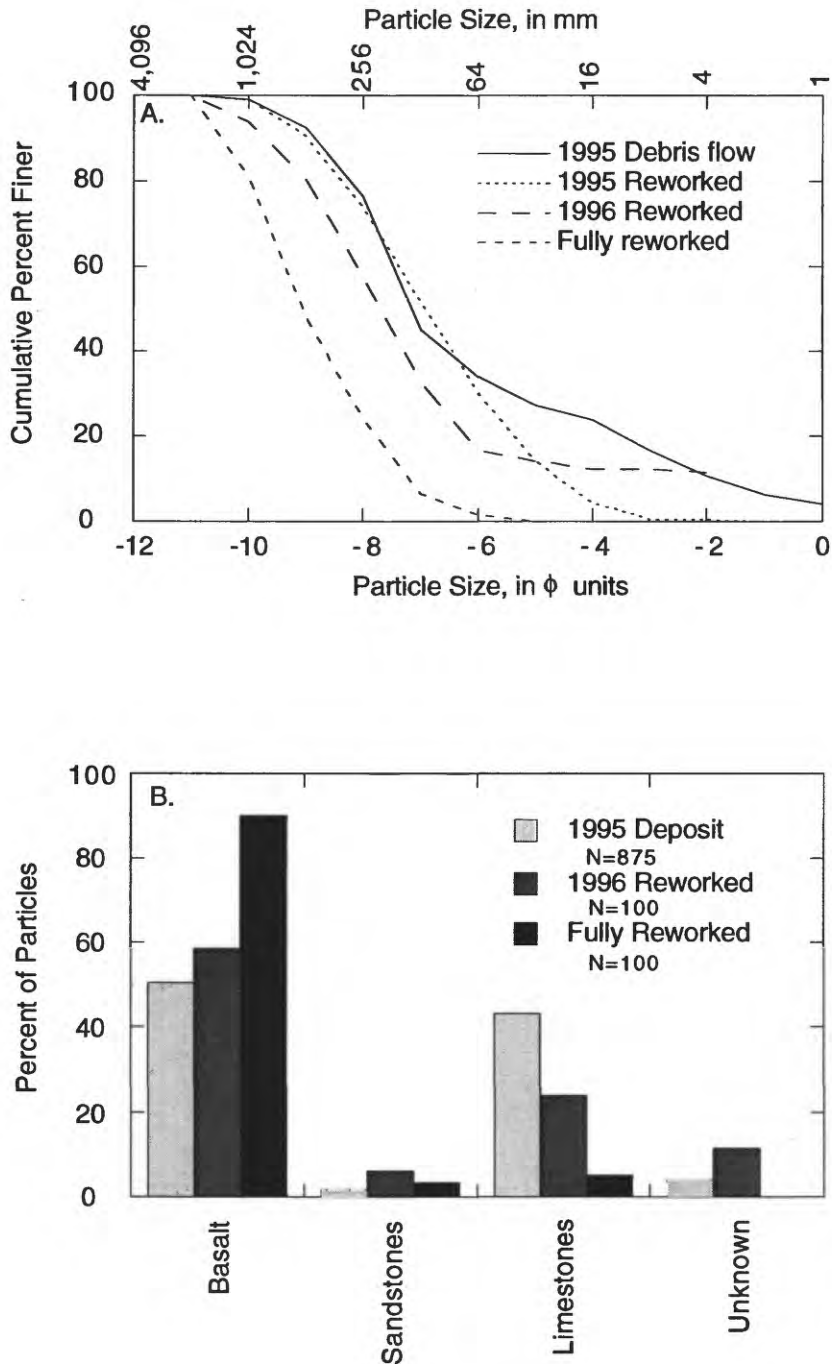 Particle Size, in mm
4,096 1,024 256 64 16 4 1
100
80
60
40
20
0
Cumulative Percent Finer
A.
1995 Debris flow
1995 Reworked
1996 Reworked
Fully reworked
-12 -10 -8 -6 -4 -2 0
Particle Size, in ϕ units
100
80
60
40
20
0
Percent of Particles
B.
1995 Deposit
N=875
1996 Reworked
N=100
Fully Reworked
N=100
Basalt
Sandstones
Limestones
Unknown